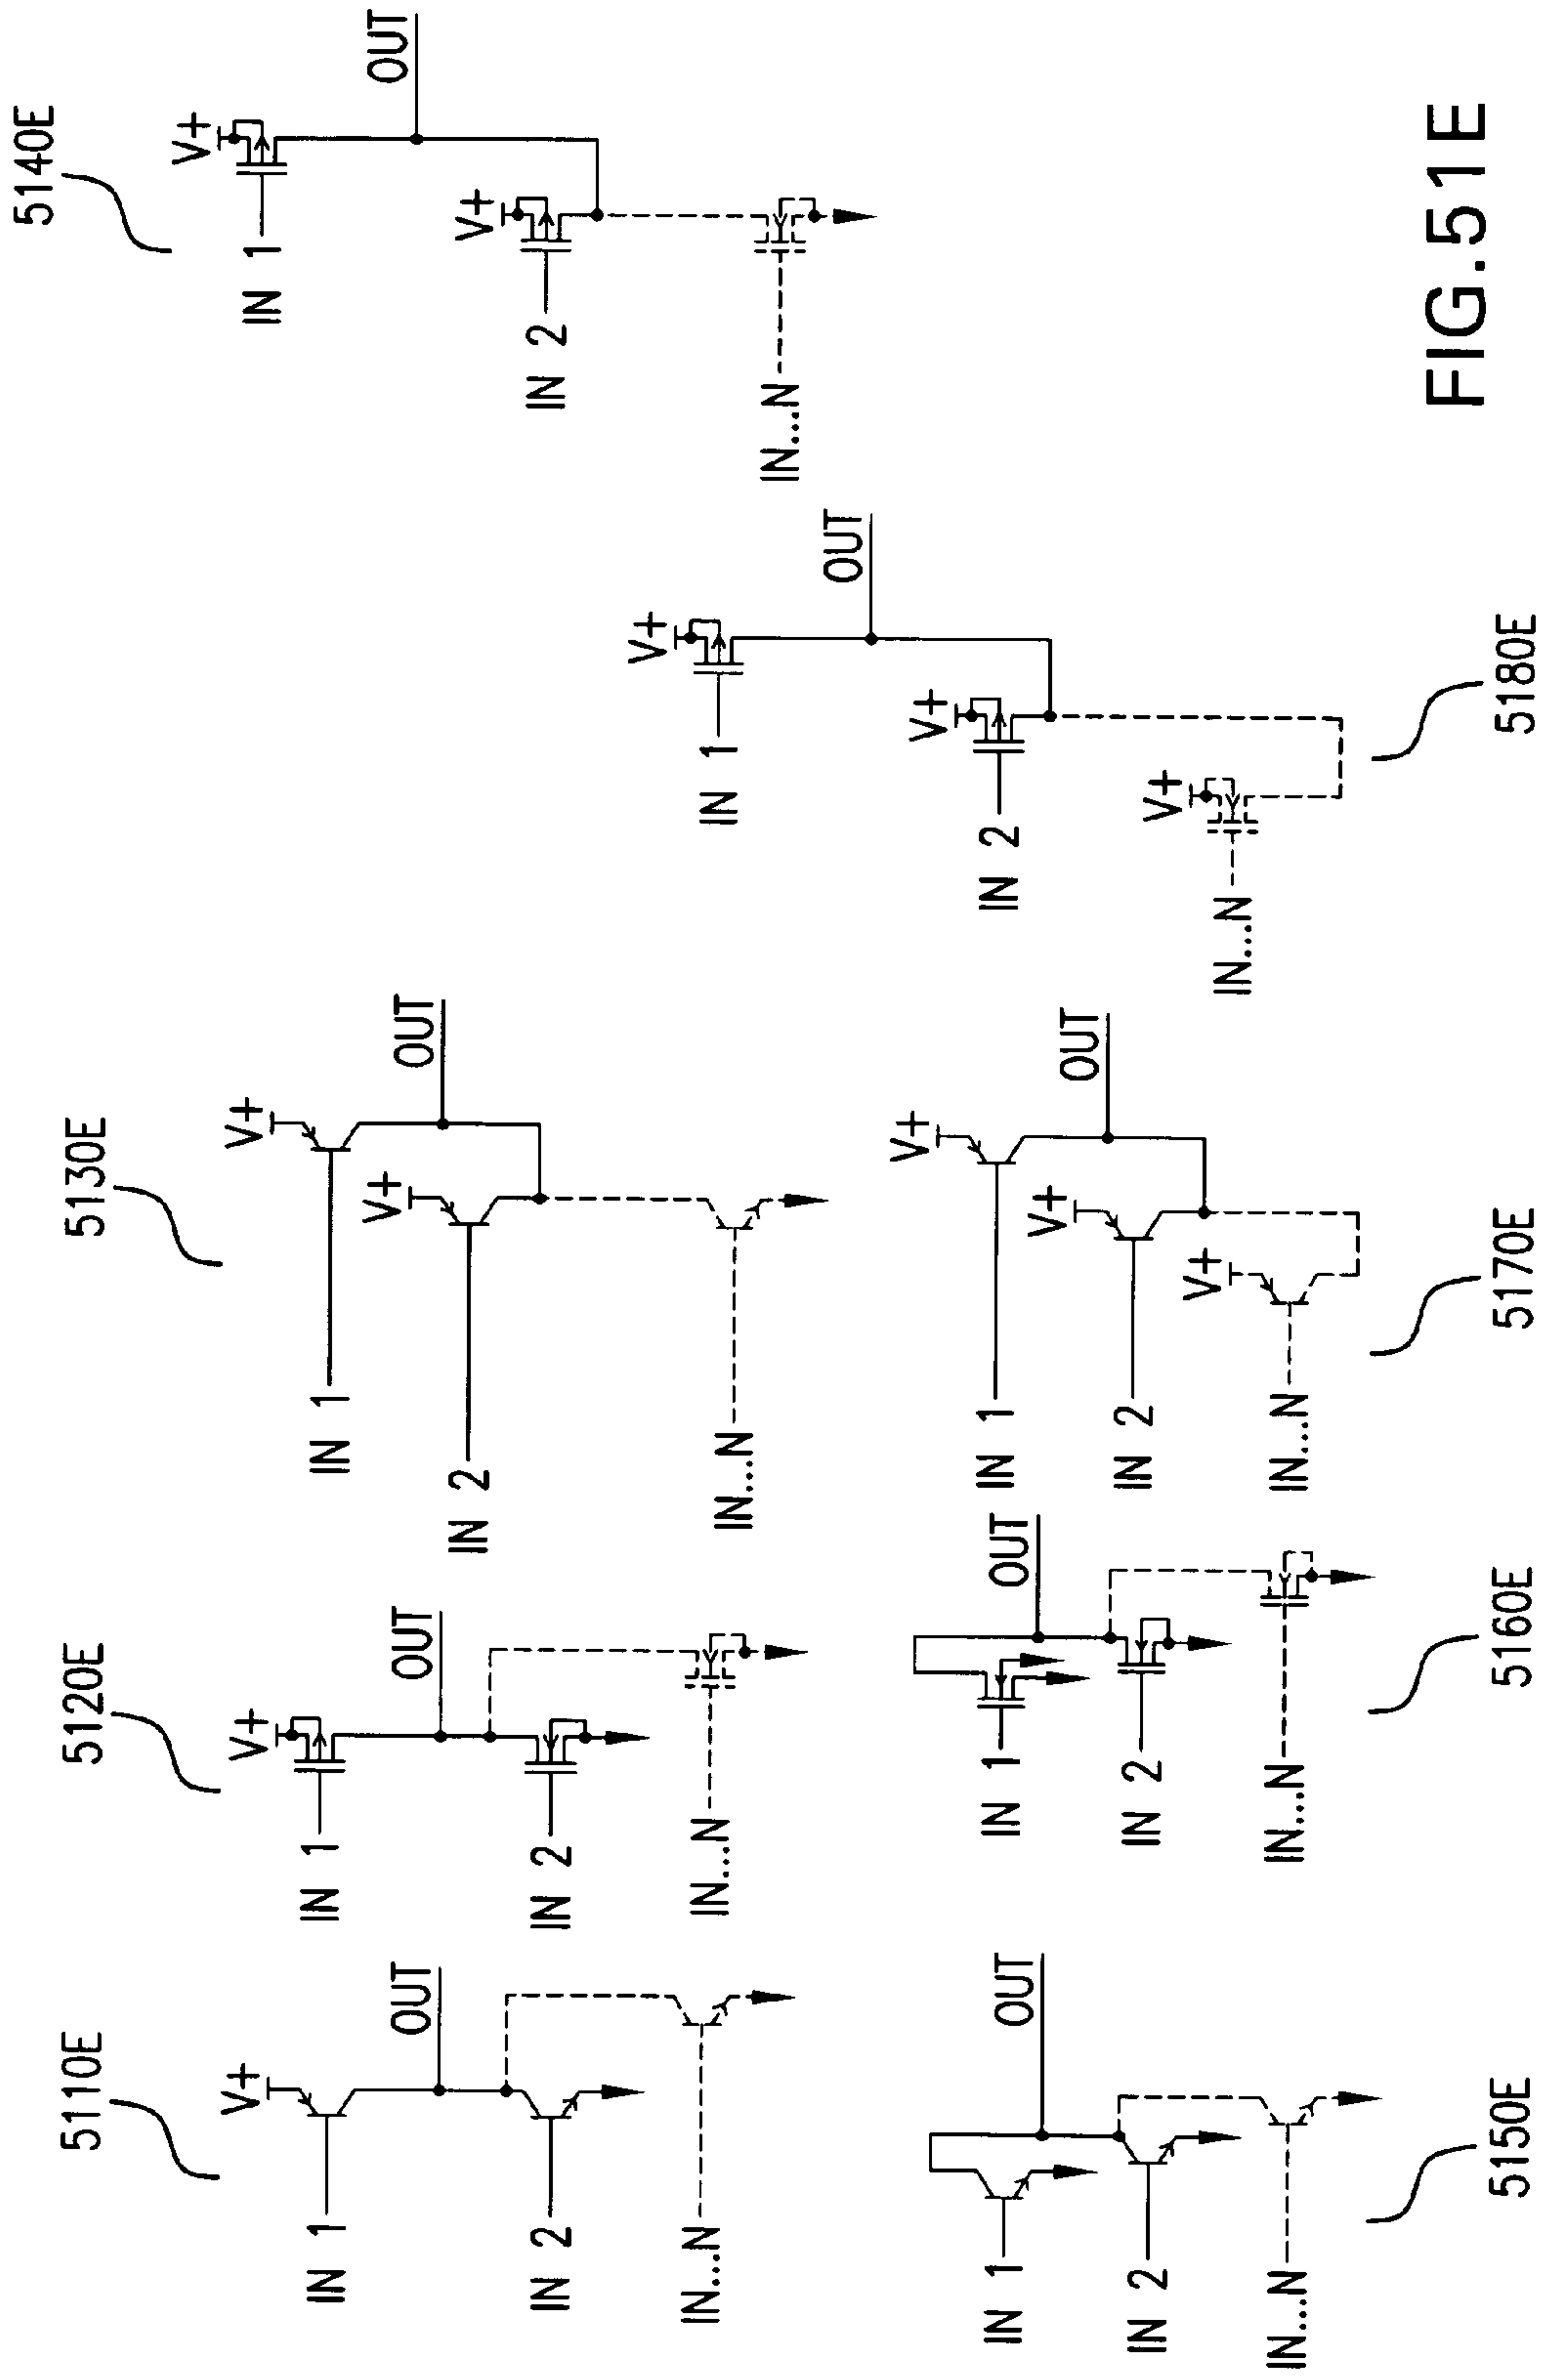 5110E
V+
IN 1
OUT
IN 2
IN...N
5120E
V+
IN 1
OUT
IN 2
IN...N
5130E
V+
IN 1
OUT
V+
IN 2
IN...N
5140E
V+
IN 1
OUT
V+
IN 2
IN...N
5150E
IN 1
OUT
IN 2
IN...N
5160E
IN 1
OUT
IN 2
IN...N
5170E
V+
IN 1
OUT
V+
IN 2
V+
IN...N
5180E
V+
IN 1
OUT
V+
IN 2
V+
IN...N
FIG.51E